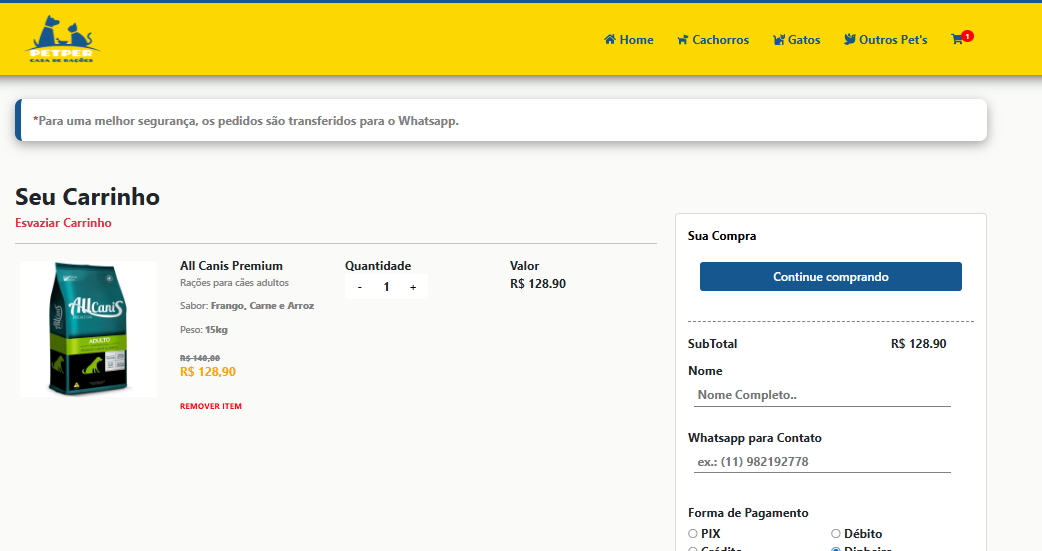 PETPER
CASA DE RAÇÕES
Home
Cachorros
Gatos
Outros Pet's
1
*Para uma melhor segurança, os pedidos são transferidos para o Whatsapp.
Seu Carrinho
Esvaziar Carrinho
AllCaniS
ADULTO
All Canis Premium
Rações para cães adultos
Sabor: Frango, Carne e Arroz
Peso: 15kg
R$ 140,00
R$ 128,90
REMOVER ITEM
Quantidade
- 1 +
Valor
R$ 128.90
Sua Compra
Continue comprando
SubTotal R$ 128.90
Nome
Nome Completo..
Whatsapp para Contato
ex.: (11) 982192778
Forma de Pagamento
PIX Débito
Crédito Dinheiro